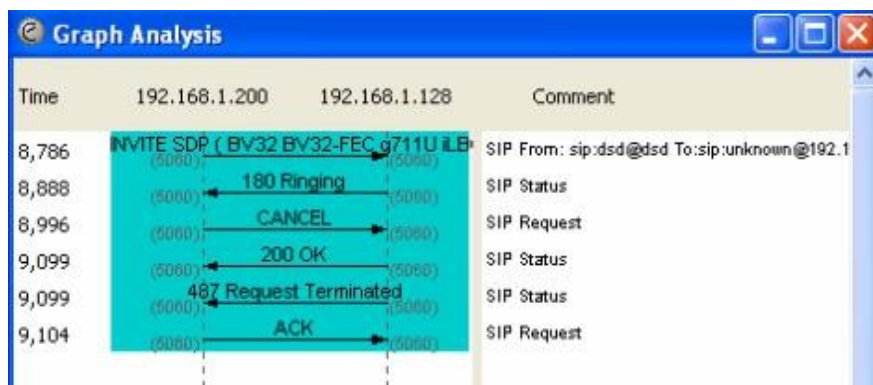 Graph Analysis
Time 192.168.1.200 192.168.1.128 Comment
8,786 INVITE SDP ( BV32 BV32-FEC g711U iLB SIP From: sip:dsd@dsd To:sip:unknown@192.1
(5060) (5060)
8,888 180 Ringing SIP Status
(5060) (5060)
8,996 CANCEL SIP Request
(5060) (5060)
9,099 200 OK SIP Status
(5060) (5060)
9,099 487 Request Terminated SIP Status
(5060) (5060)
9,104 ACK SIP Request
(5060) (5060)